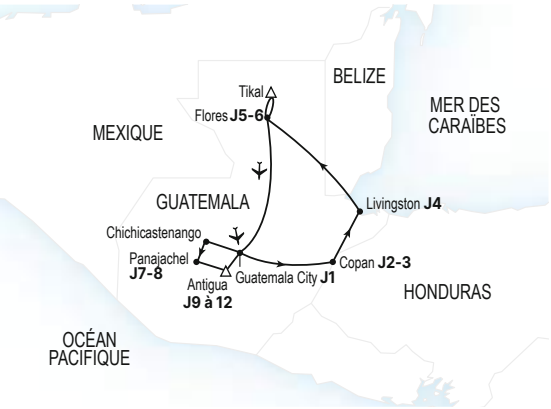 BELIZE
Tikal
Flores J5-6
MER DES
CARAÏBES
MEXIQUE
GUATEMALA
Livingston J4
Chichicastenango
Panajachel
J7-8
Antigua
J9 à 12
Guatemala City J1
Copan J2-3
HONDURAS
OCÉAN
PACIFIQUE